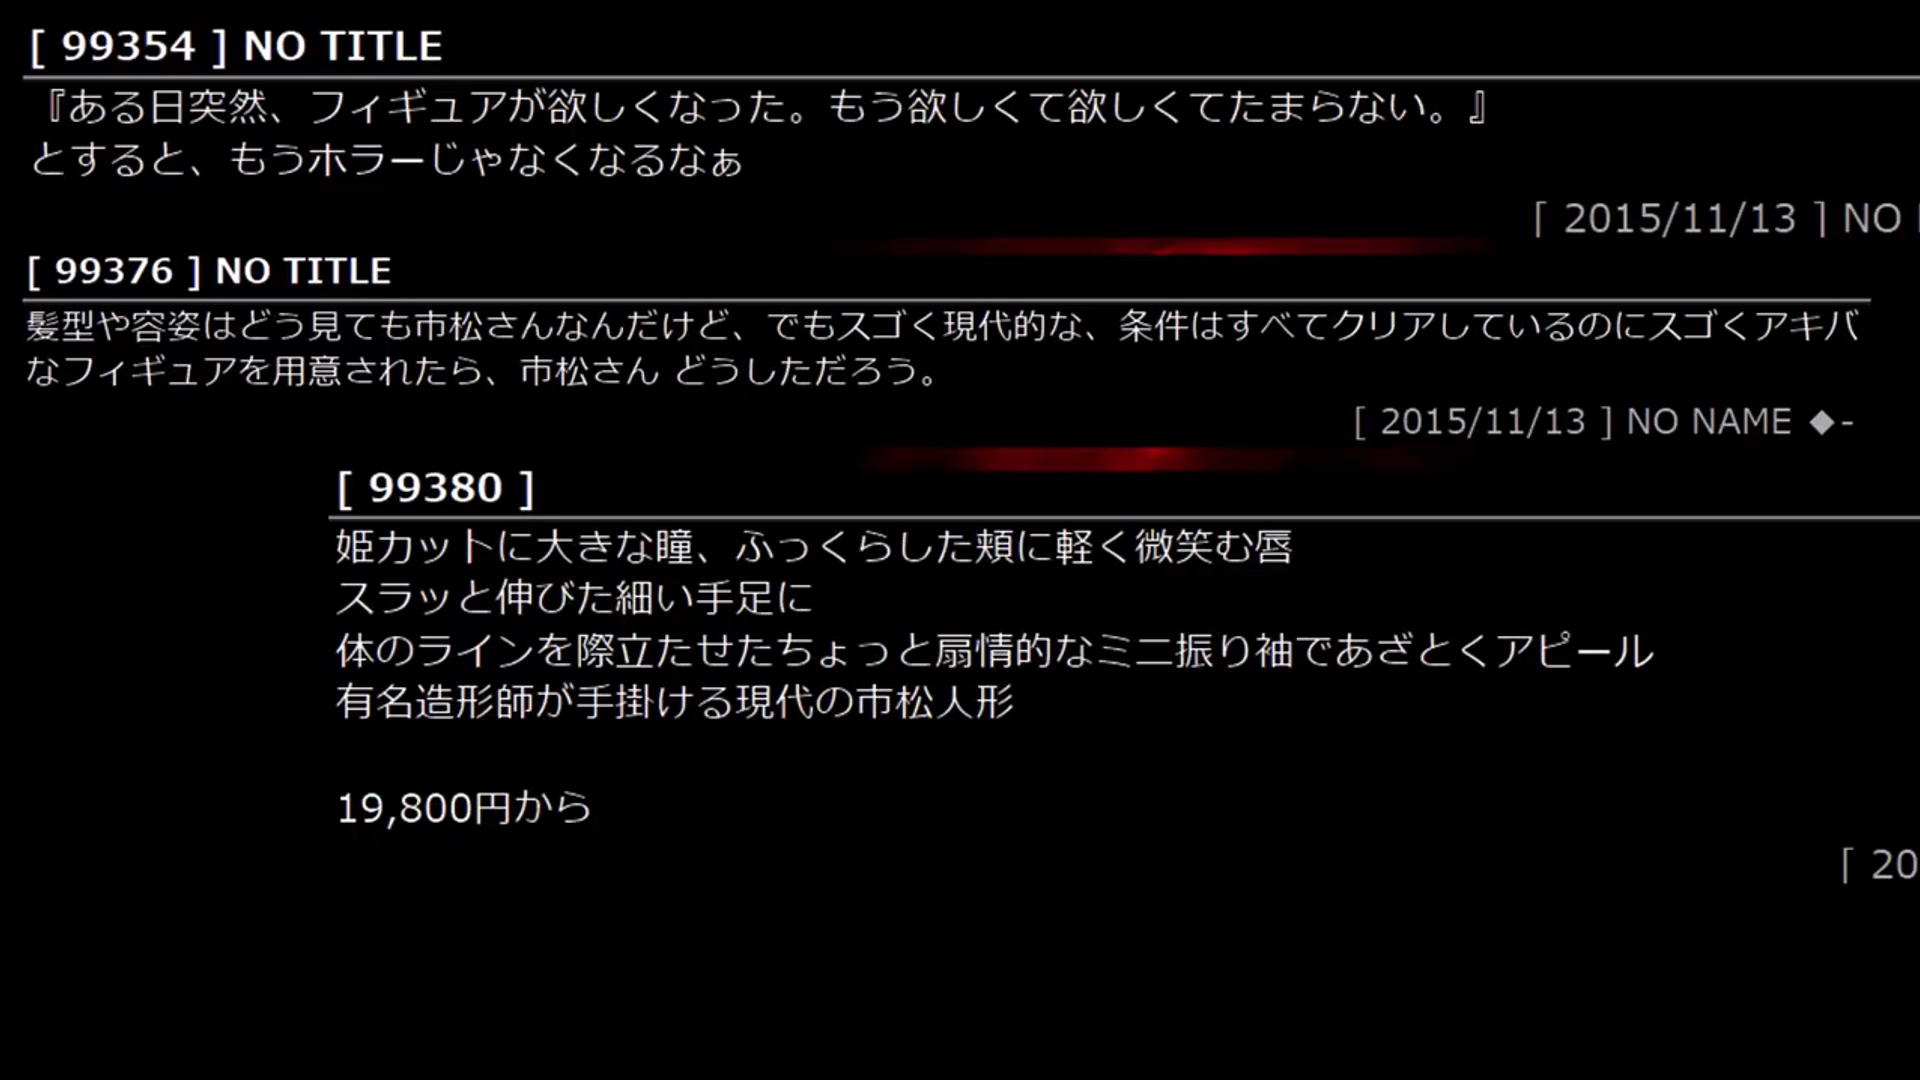 [ 99354 ] NO TITLE
『ある日突然、フィギュアが欲しくなった。もう欲しくて欲しくてたまらない。』
とすると、もうホラーじゃなくなるなぁ
[ 2015/11/13 ] NO
[ 99376 ] NO TITLE
髪型や容姿はどう見ても市松さんなんだけど、でもスゴく現代的な、条件はすべてクリアしているのにスゴくアキバ
なフィギュアを用意されたら、市松さん どうしただろう。
[ 2015/11/13 ] NO NAME ◆-
[ 99380 ]
姫カットに大きな瞳、ふっくらした頬に軽く微笑む唇
スラッと伸びた細い手足に
体のラインを際立たせたちょっと扇情的なミニ振り袖であざとくアピール
有名造形師が手掛ける現代の市松人形
19,800円から
[ 20